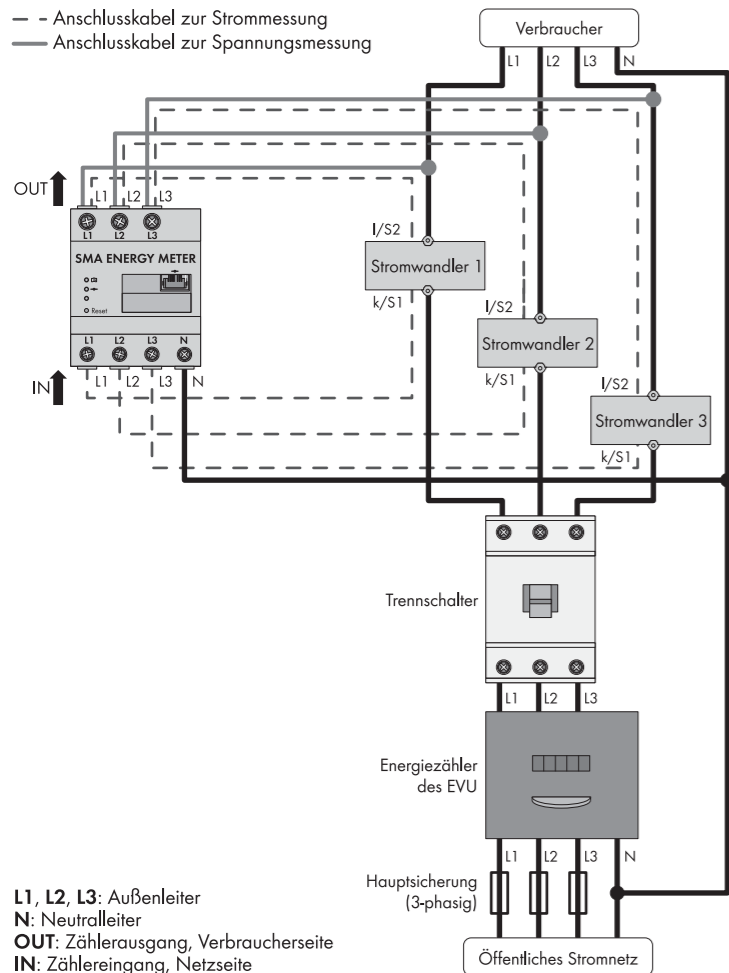 Anschlusskabel zur Strommessung
Anschlusskabel zur Spannungsmessung
Verbraucher
L1 L2 L3 N
OUT
L1 L2 L3
L1 L2 L3
SMA ENERGY METER
Reset
L1 L2 L3 N
IN
L1 L2 L3 N
l/S2
Stromwandler 1
k/S1
l/S2
Stromwandler 2
k/S1
l/S2
Stromwandler 3
k/S1
Trennschalter
L1 L2 L3
Energiezähler
des EVU
L1 L2 L3 N
Hauptsicherung
(3-phasig)
Öffentliches Stromnetz
L1, L2, L3: Außenleiter
N: Neutralleiter
OUT: Zählerausgang, Verbraucherseite
IN: Zählereingang, Netzseite